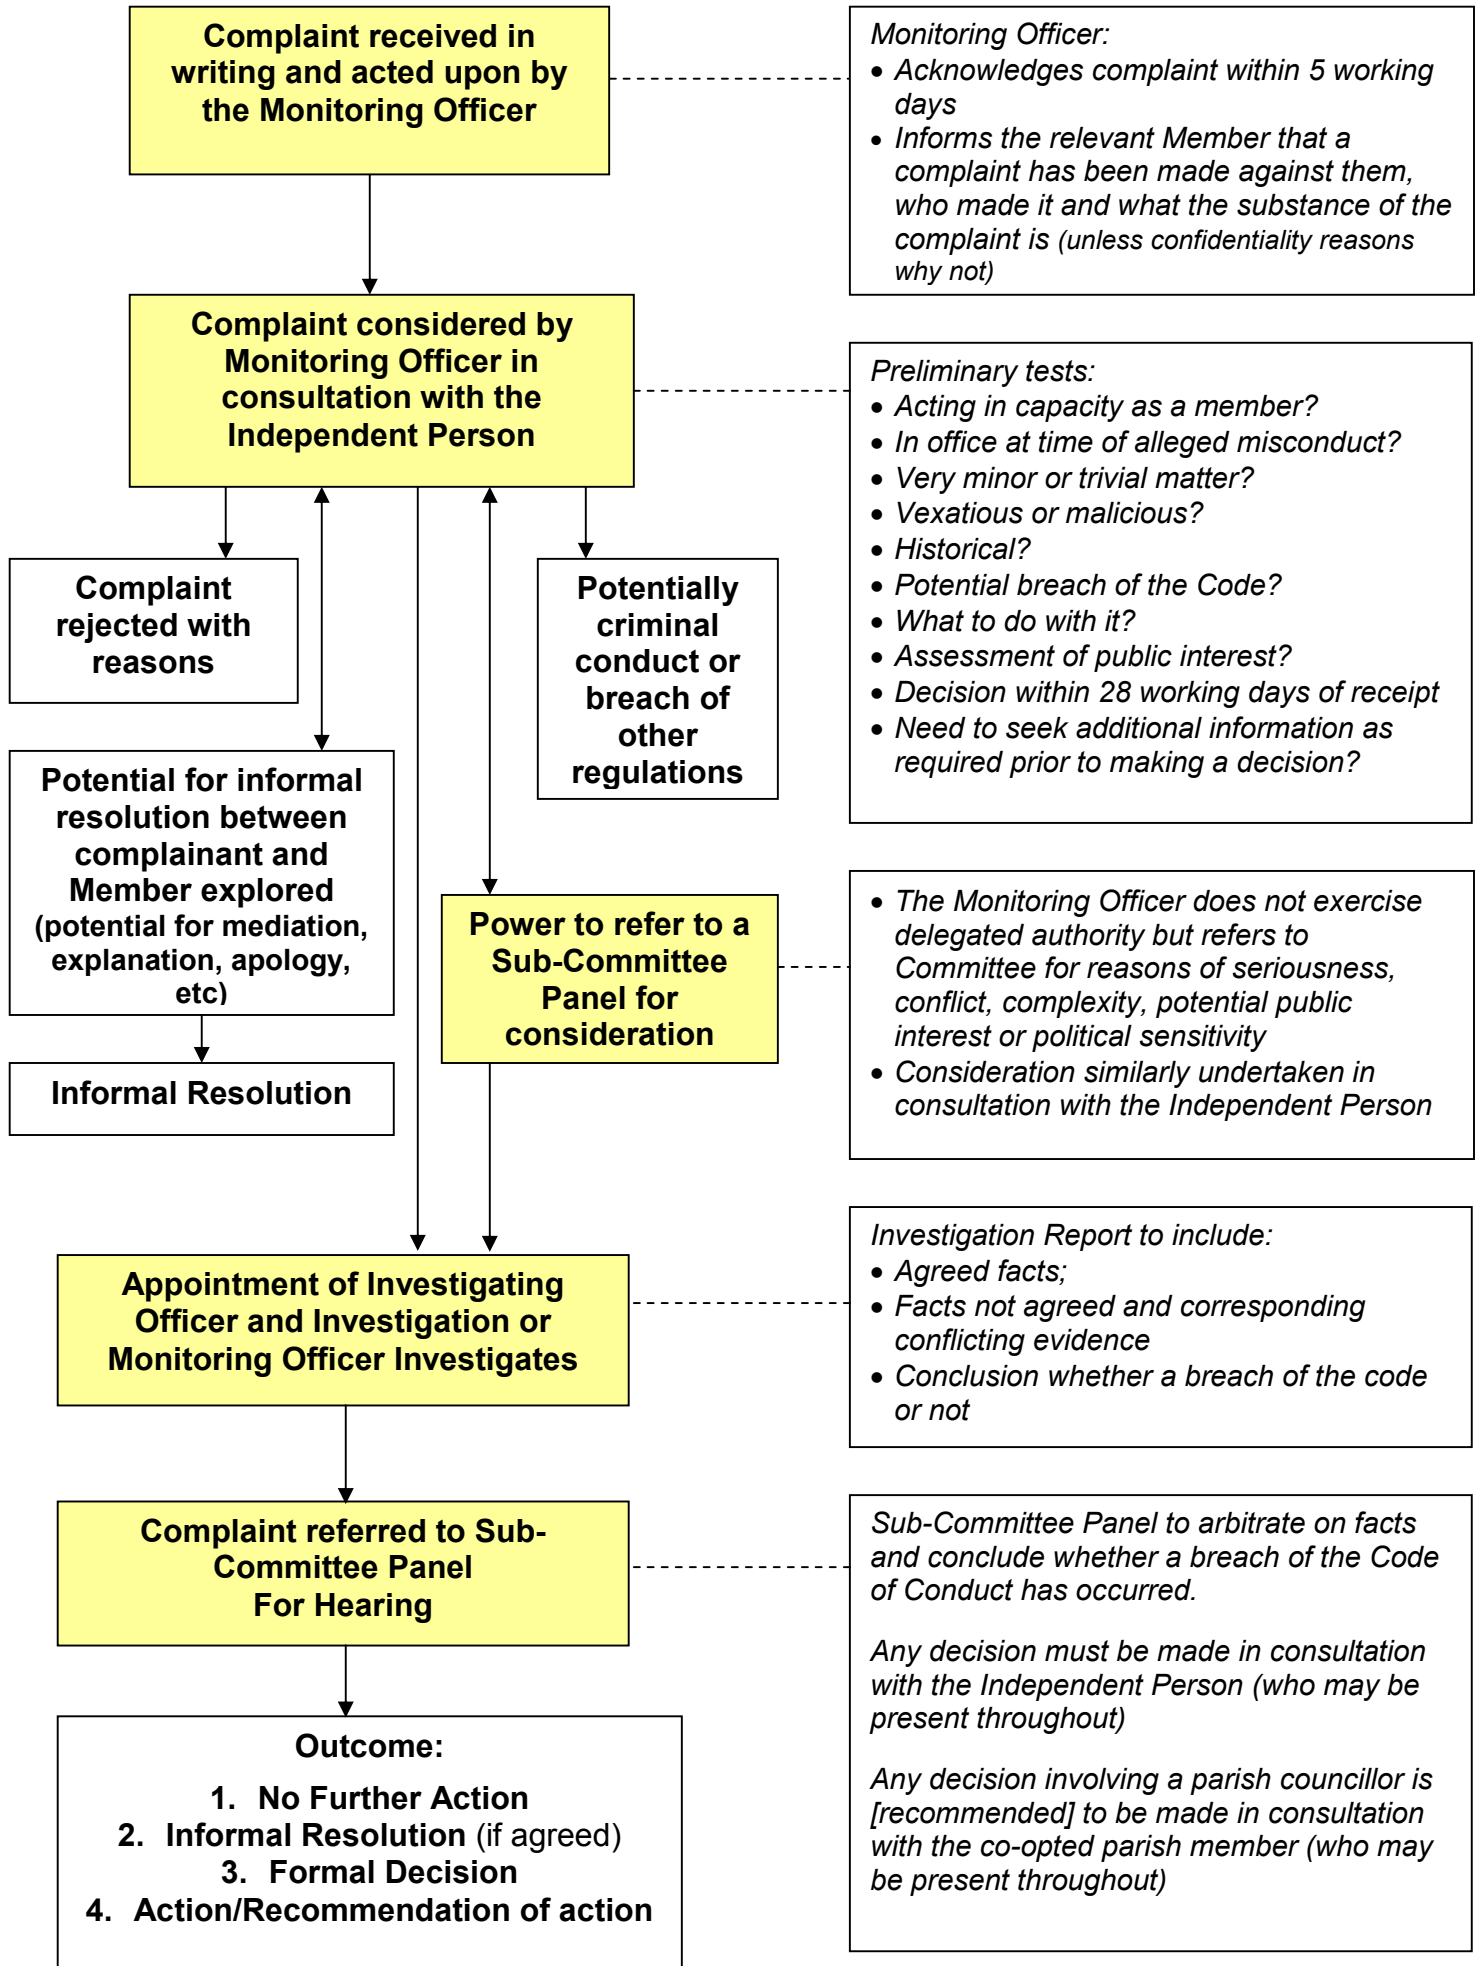 Complaint received in
writing and acted upon by
the Monitoring Officer
Monitoring Officer:
• Acknowledges complaint within 5 working
days
• Informs the relevant Member that a
complaint has been made against them,
who made it and what the substance of the
complaint is (unless confidentiality reasons
why not)
Complaint considered by
Monitoring Officer in
consultation with the
Independent Person
Preliminary tests:
• Acting in capacity as a member?
• In office at time of alleged misconduct?
• Very minor or trivial matter?
• Vexatious or malicious?
• Historical?
• Potential breach of the Code?
• What to do with it?
• Assessment of public interest?
• Decision within 28 working days of receipt
• Need to seek additional information as
required prior to making a decision?
Complaint
rejected with
reasons
Potentially
criminal
conduct or
breach of
other
regulations
Potential for informal
resolution between
complainant and
Member explored
(potential for mediation,
explanation, apology,
etc)
Informal Resolution
Power to refer to a
Sub-Committee
Panel for
consideration
• The Monitoring Officer does not exercise
delegated authority but refers to
Committee for reasons of seriousness,
conflict, complexity, potential public
interest or political sensitivity
• Consideration similarly undertaken in
consultation with the Independent Person
Appointment of Investigating
Officer and Investigation or
Monitoring Officer Investigates
Investigation Report to include:
• Agreed facts;
• Facts not agreed and corresponding
conflicting evidence
• Conclusion whether a breach of the code
or not
Complaint referred to Sub-
Committee Panel
For Hearing
Sub-Committee Panel to arbitrate on facts
and conclude whether a breach of the Code
of Conduct has occurred.
Any decision must be made in consultation
with the Independent Person (who may be
present throughout)
Any decision involving a parish councillor is
[recommended] to be made in consultation
with the co-opted parish member (who may
be present throughout)
Outcome:
1. No Further Action
2. Informal Resolution (if agreed)
3. Formal Decision
4. Action/Recommendation of action